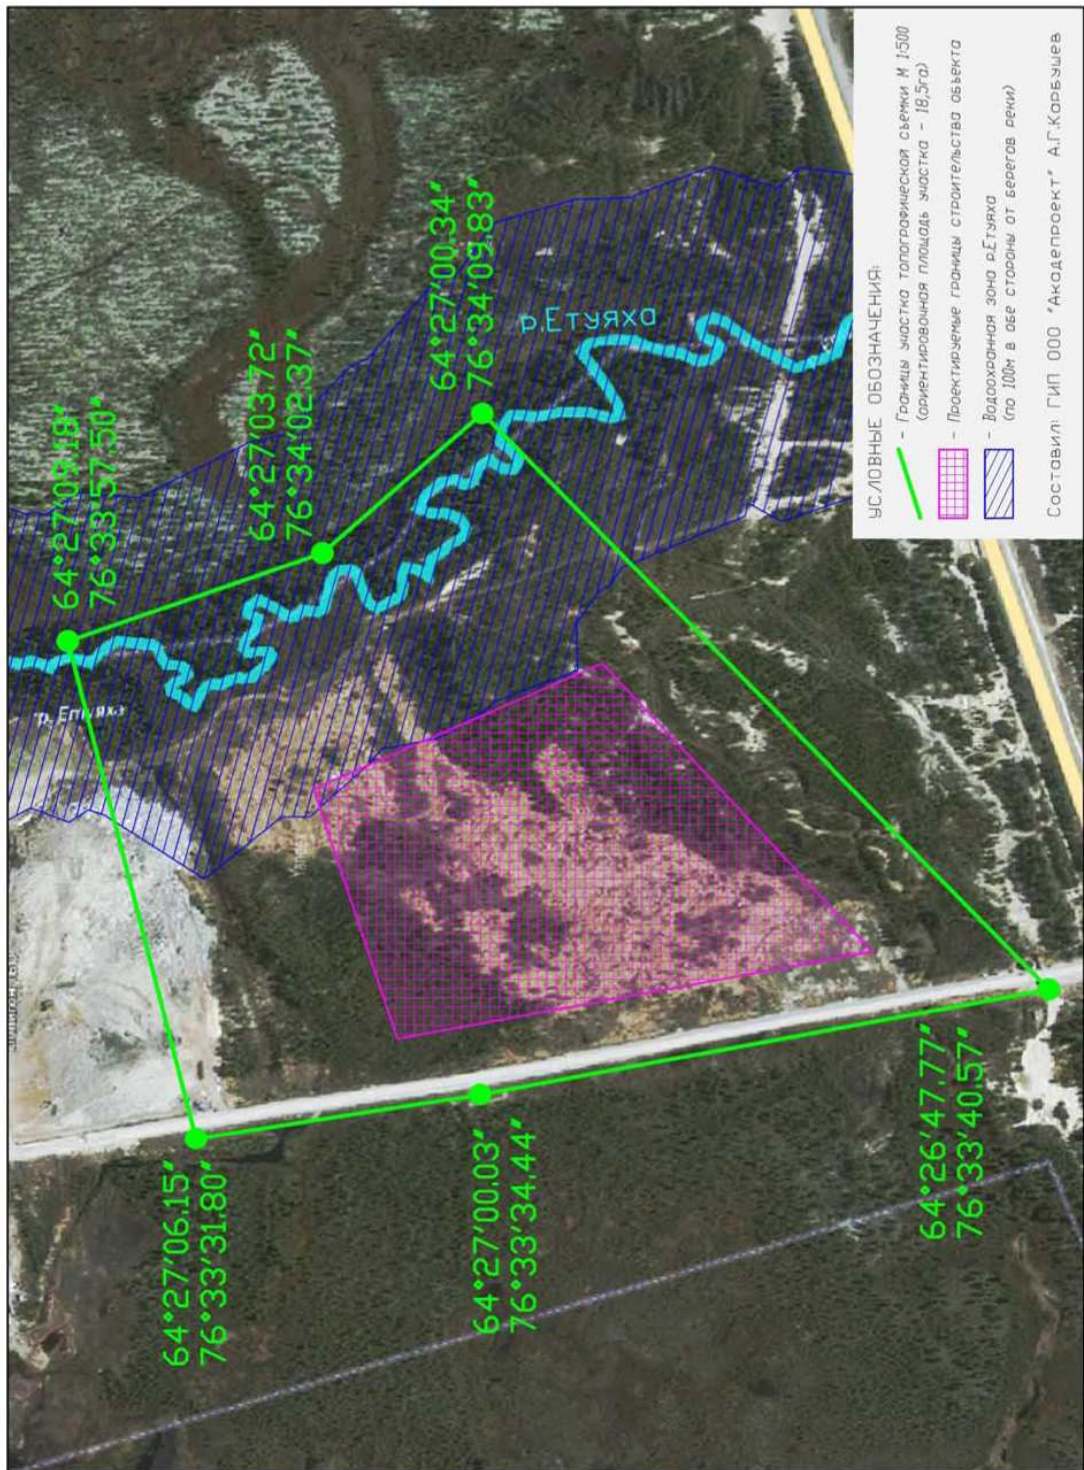 64°27'06.15"
76°33'31.80"
64°27'09.18"
76°33'57.50"
р. Етуяха
64°27'03.72"
76°34'02.37"
64°27'00.03"
76°33'34.44"
64°27'00.34"
76°34'09.83"
р.Етуяха
64°26'47.77"
76°33'40.57"
УСЛОВНЫЕ ОБОЗНАЧЕНИЯ:
- Границы участка топографической съемки М 1:500
(ориентировочная площадь участка - 18,5га)
- Проектируемые границы строительства объекта
- Водоохранная зона р.Етуяха
(по 100м в обе стороны от берегов реки)
Составил: ГИП ООО "Академпроект" А.Г.Карбушев